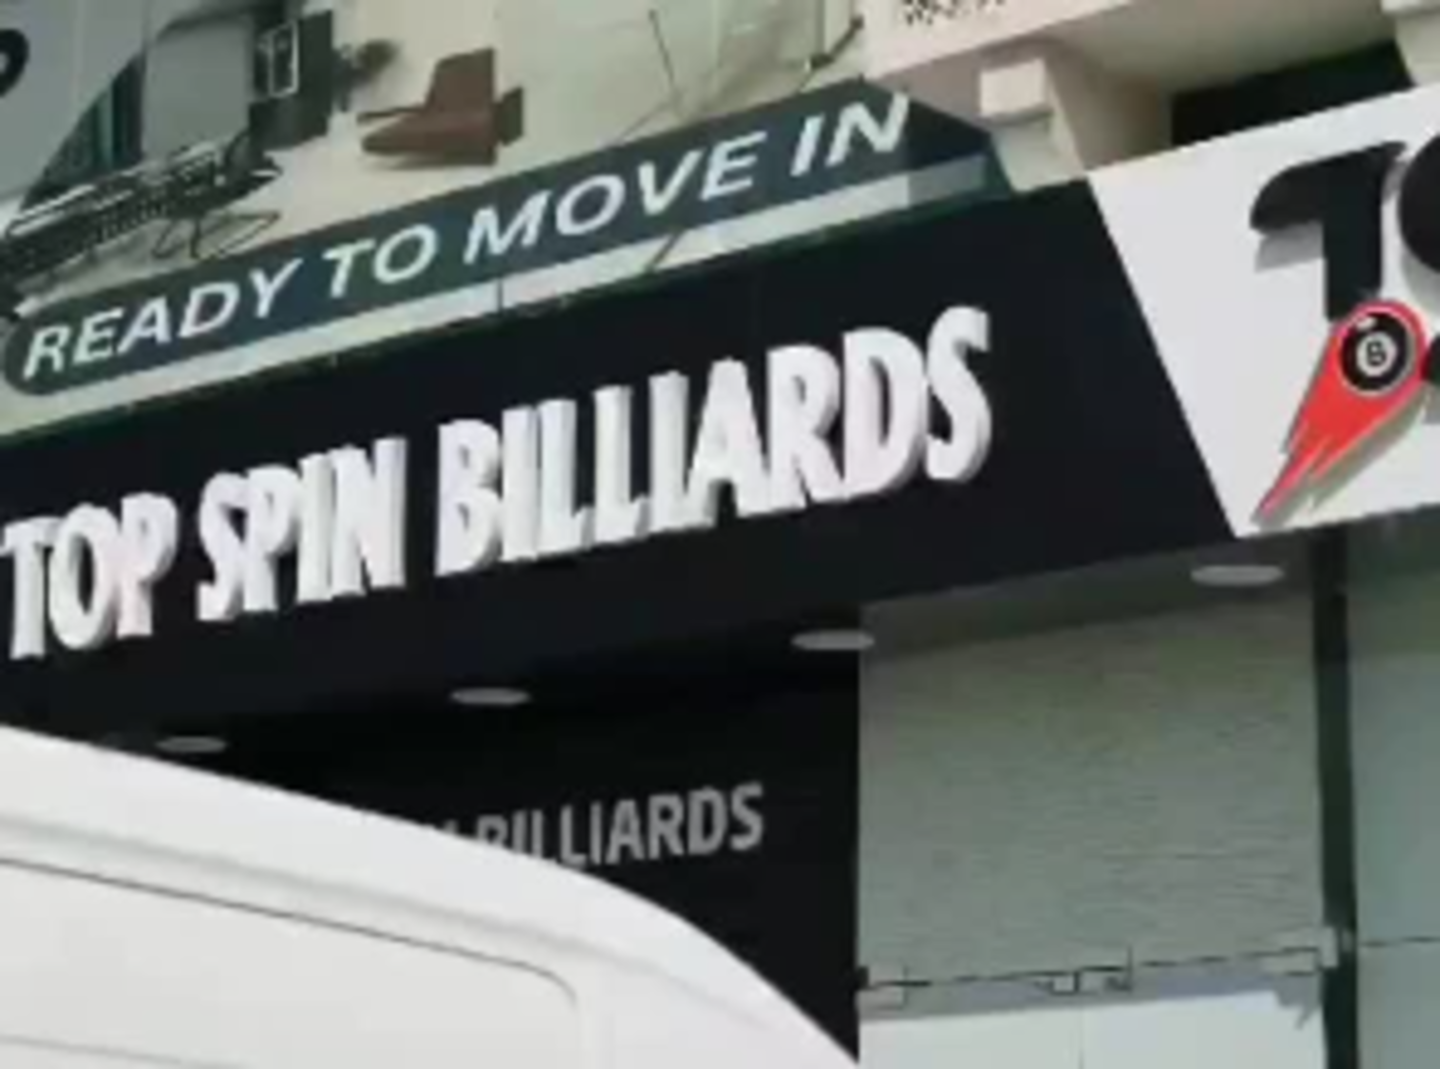 READY TO MOVE IN
TOP SPIN BILLIARDS
BILLIARDS